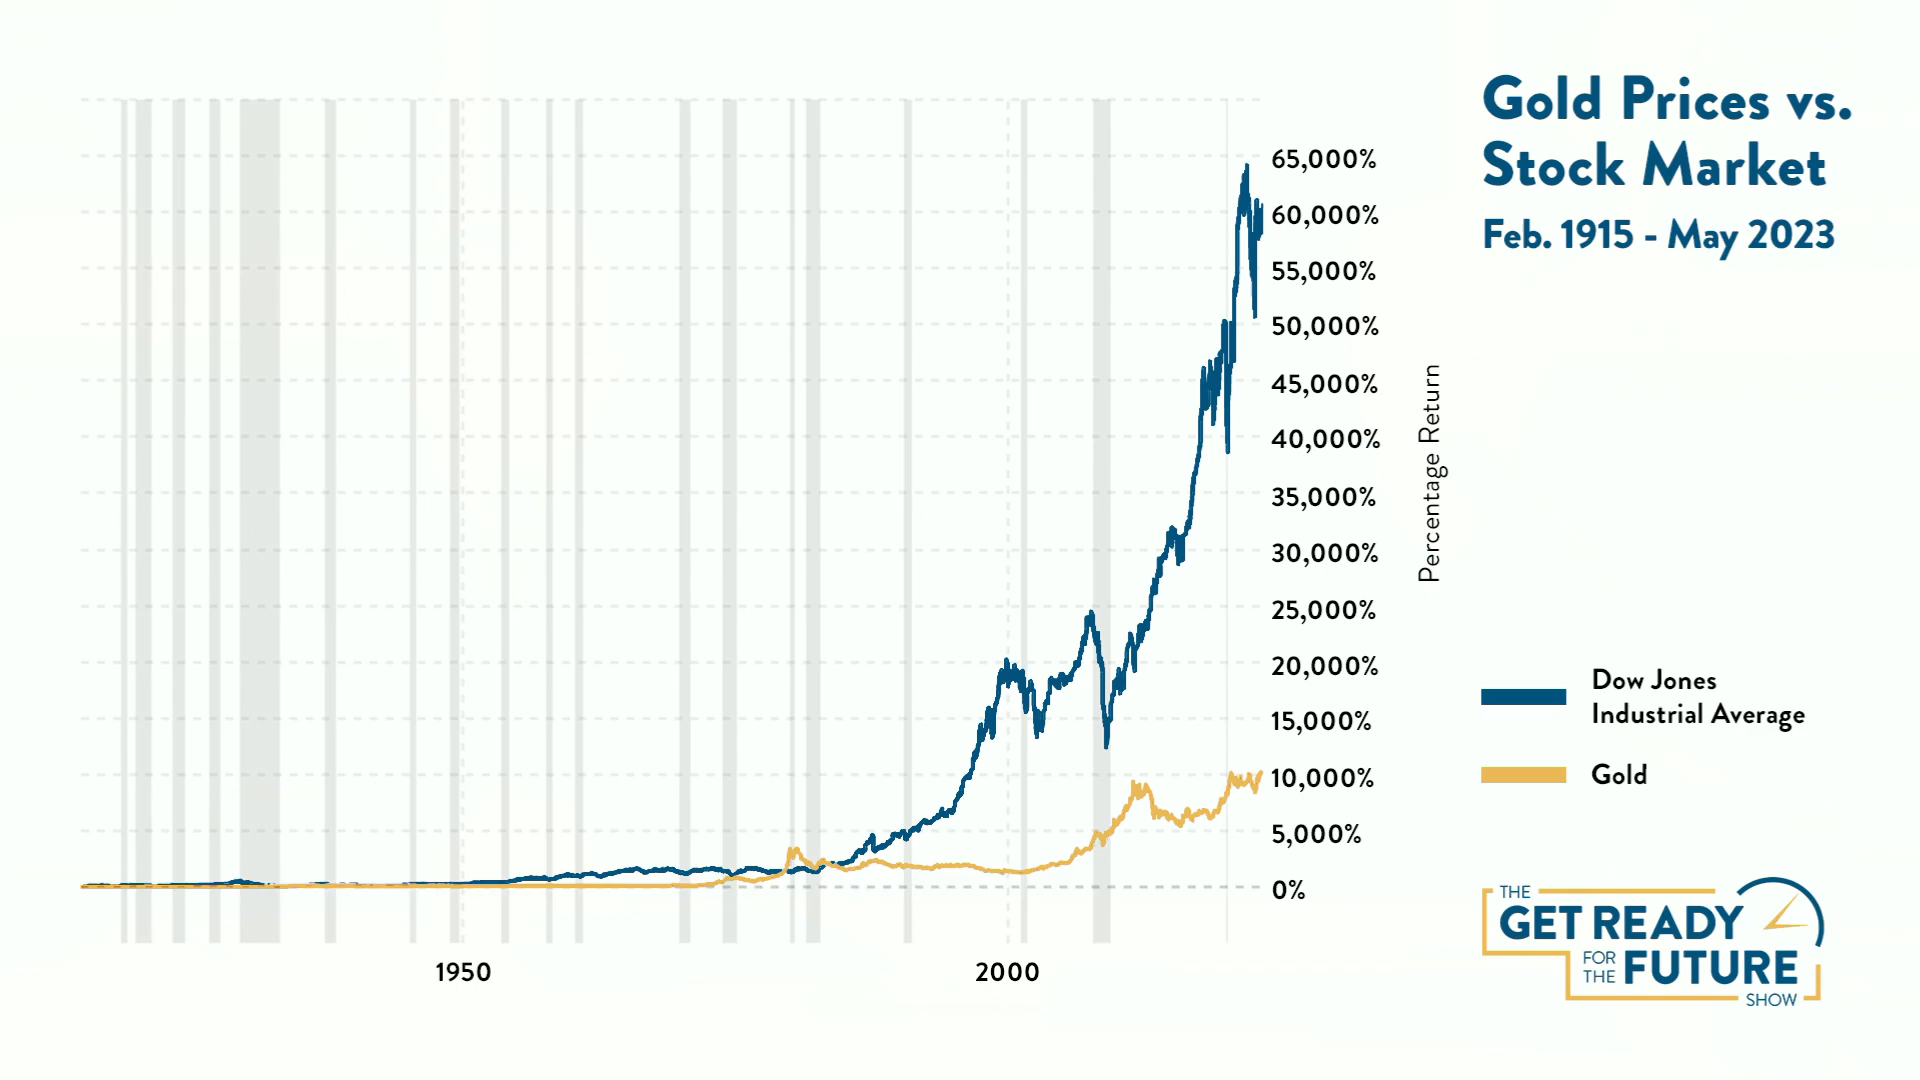 Gold Prices vs.
Stock Market
Feb. 1915 - May 2023
65,000%
60,000%
55,000%
50,000%
45,000%
40,000%
35,000%
30,000%
25,000%
20,000%
15,000%
10,000%
5,000%
0%
Percentage Return
1950
2000
Dow Jones
Industrial Average
Gold
THE
GET READY
FOR
THE
FUTURE
SHOW